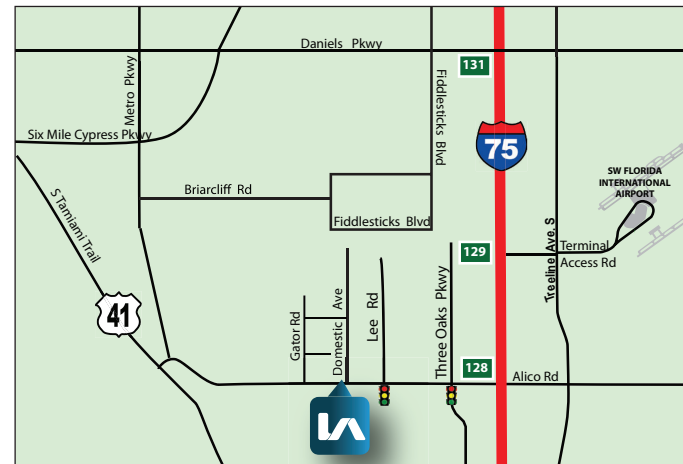 Daniels Pkwy
131
Metro Pkwy
Fiddlesticks Blvd
Six Mile Cypress Pkwy
75
SW FLORIDA
INTERNATIONAL
AIRPORT
Briarcliff Rd
S Tamiami Trail
Fiddlesticks Blvd
Treeline Ave. S
129
Terminal
Access Rd
41
Gator Rd
Domestic Ave
Lee Rd
Three Oaks Pkwy
128
Alico Rd
LA